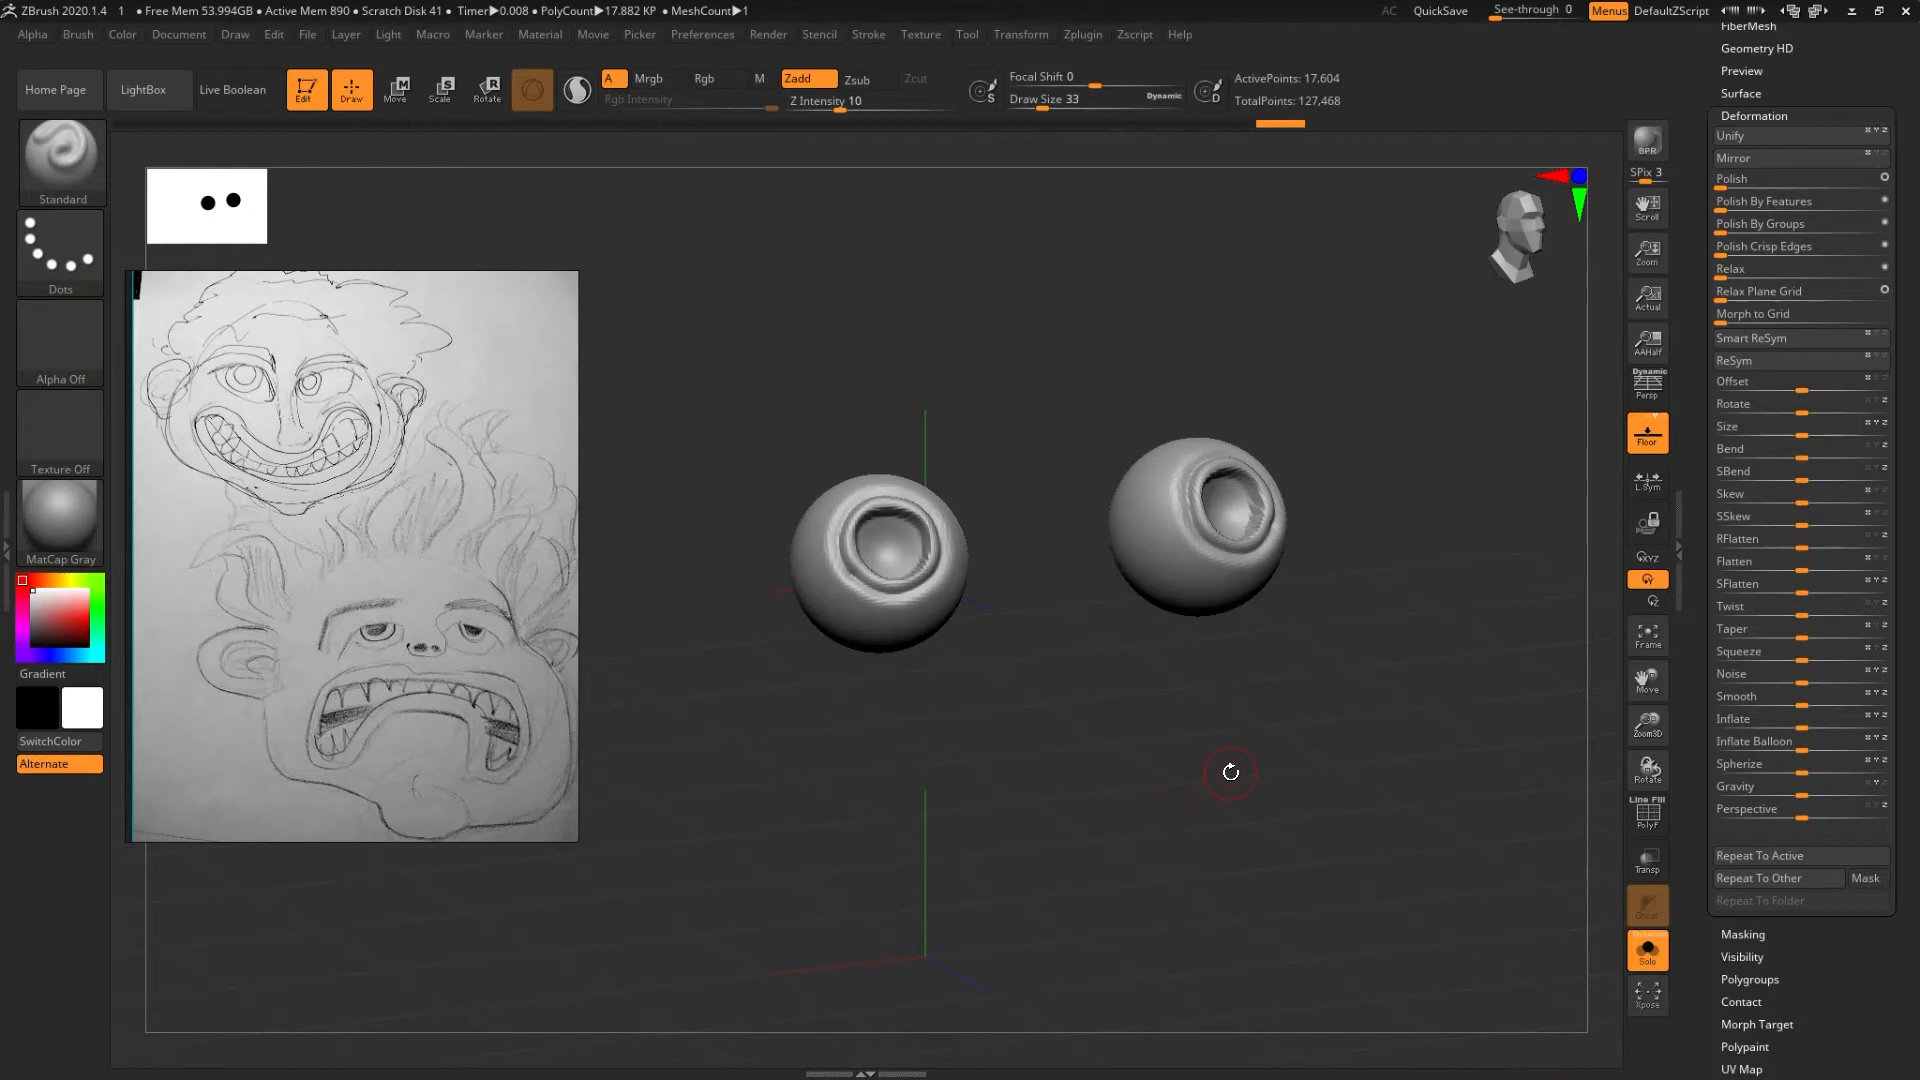 ZBrush 2020.1.4 1 ● Free Mem 53.994GB ● Active Mem 890 ● Scratch Disk 41 ● Timer▶0.008 ● PolyCount▶17.882 KP ● MeshCount▶1 AC QuickSave See-through 0 Menus DefaultZScript
Alpha Brush Color Document Draw Edit File Layer Light Macro Marker Material Movie Picker Preferences Render Stencil Stroke Texture Tool Transform Zplugin Zscript Help
Home Page LightBox Live Boolean Edit Draw Move Scale Rotate
A Mrgb Rgb M Zadd Zsub Zcut
Rgb Intensity Z Intensity 10
S Focal Shift 0
Draw Size 33 Dynamic
D ActivePoints: 17,604
TotalPoints: 127,468
Standard
Dots
Alpha Off
Texture Off
MatCap Gray
Gradient
SwitchColor
Alternate
BPR
SPix 3
Scroll
Zoom
Actual
AAHalf
Dynamic
Persp
Floor
L.Sym
XYZ
Y
Z
Frame
Move
Zoom3D
Rotate
Line Fill
PolyF
Transp
Ghost
Dynamic
Solo
Xpose
FiberMesh
Geometry HD
Preview
Surface
Deformation
Unify
Mirror
Polish
Polish By Features
Polish By Groups
Polish Crisp Edges
Relax
Relax Plane Grid
Morph to Grid
Smart ReSym
ReSym
Offset
Rotate
Size
Bend
SBend
Skew
SSkew
RFlatten
Flatten
SFlatten
Twist
Taper
Squeeze
Noise
Smooth
Inflate
Inflate Balloon
Spherize
Gravity
Perspective
Repeat To Active
Repeat To Other Mask
Repeat To Folder
Masking
Visibility
Polygroups
Contact
Morph Target
Polypaint
UV Map